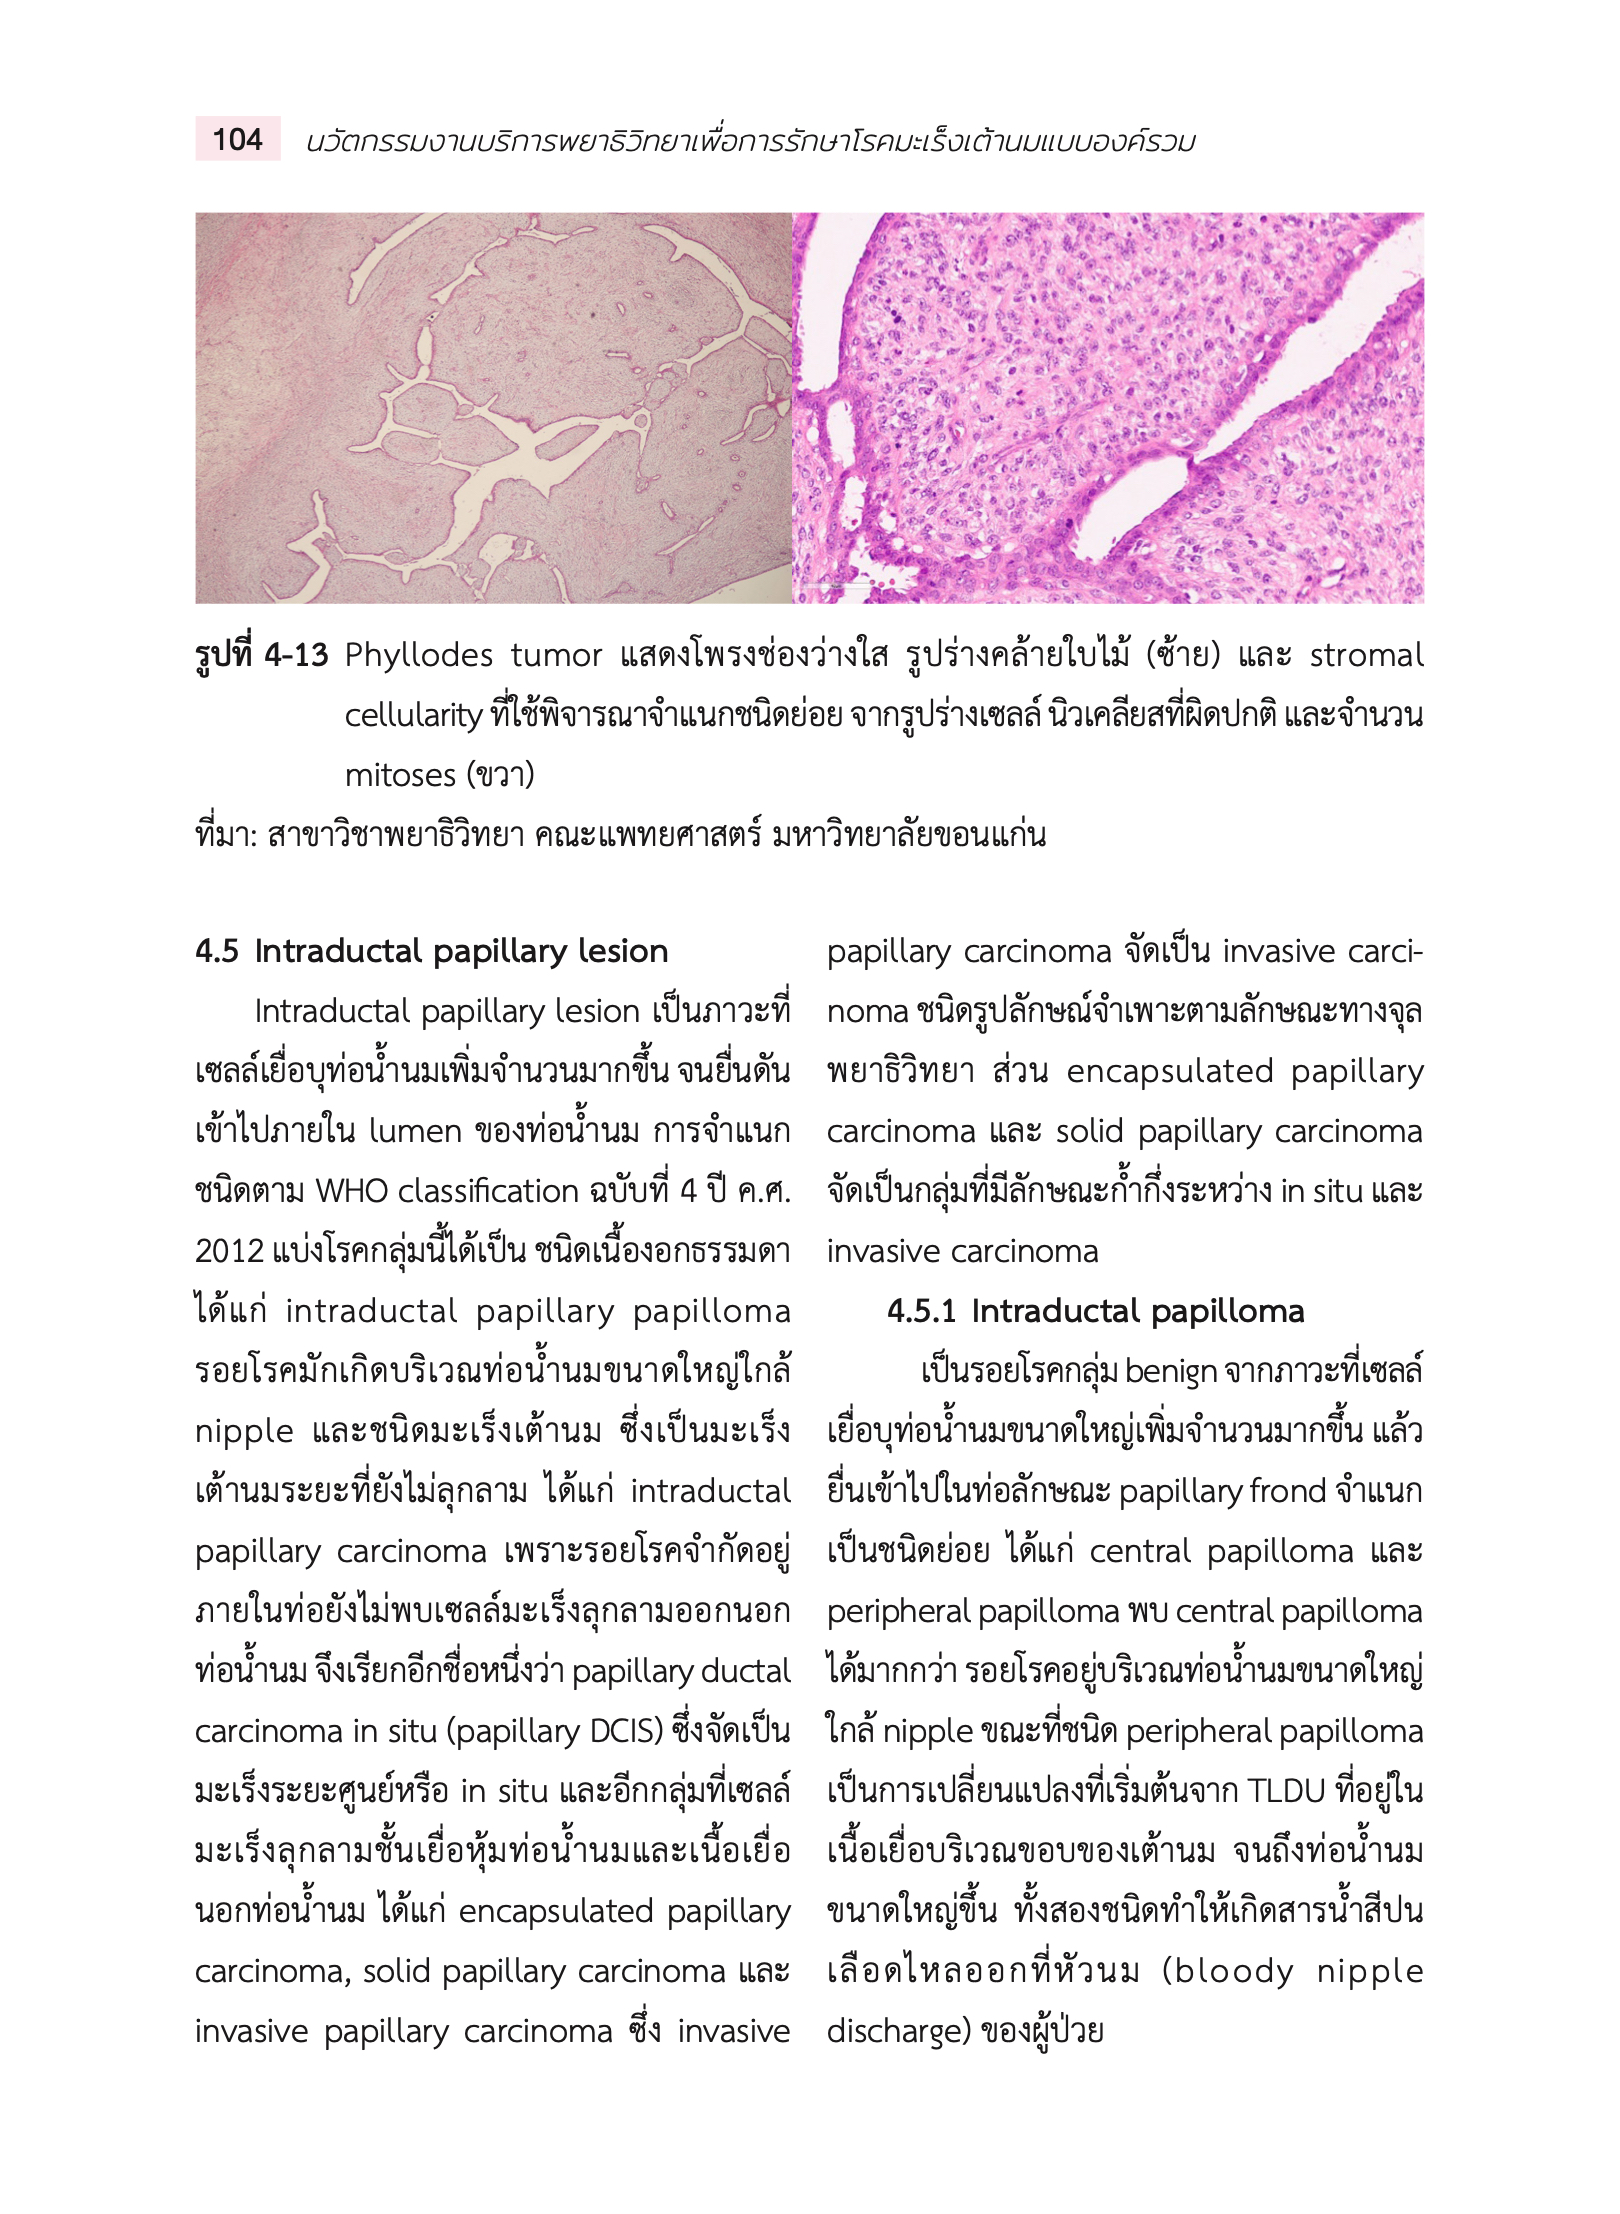 104 นวัตกรรมงานบริการพยาธิวิทยาเพื่อการรักษาโรคมะเร็งเต้านมแบบองค์รวม
รูปที่ 4-13 Phyllodes tumor แสดงโพรงช่องว่างใส รูปร่างคล้ายใบไม้ (ซ้าย) และ stromal
cellularity ที่ใช้พิจารณาจำแนกชนิดย่อย จากรูปร่างเซลล์ นิวเคลียสที่ผิดปกติ และจำนวน
mitoses (ขวา)
ที่มา: สาขาวิชาพยาธิวิทยา คณะแพทยศาสตร์ มหาวิทยาลัยขอนแก่น
4.5 Intraductal papillary lesion
Intraductal papillary lesion เป็นภาวะที่
เซลล์เยื่อบุท่อน้ำนมเพิ่มจำนวนมากขึ้น จนยื่นดัน
เข้าไปภายใน lumen ของท่อน้ำนม การจำแนก
ชนิดตาม WHO classification ฉบับที่ 4 ปี ค.ศ.
2012 แบ่งโรคกลุ่มนี้ได้เป็น ชนิดเนื้องอกธรรมดา
ได้แก่ intraductal papillary papilloma
รอยโรคมักเกิดบริเวณท่อน้ำนมขนาดใหญ่ใกล้
nipple และชนิดมะเร็งเต้านม ซึ่งเป็นมะเร็ง
เต้านมระยะที่ยังไม่ลุกลาม ได้แก่ intraductal
papillary carcinoma เพราะรอยโรคจำกัดอยู่
ภายในท่อยังไม่พบเซลล์มะเร็งลุกลามออกนอก
ท่อน้ำนม จึงเรียกอีกชื่อหนึ่งว่า papillary ductal
carcinoma in situ (papillary DCIS) ซึ่งจัดเป็น
มะเร็งระยะศูนย์หรือ in situ และอีกกลุ่มที่เซลล์
มะเร็งลุกลามชั้นเยื่อหุ้มท่อน้ำนมและเนื้อเยื่อ
นอกท่อน้ำนม ได้แก่ encapsulated papillary
carcinoma, solid papillary carcinoma และ
invasive papillary carcinoma ซึ่ง invasive
papillary carcinoma จัดเป็น invasive carci-
noma ชนิดรูปลักษณ์จำเพาะตามลักษณะทางจุล
พยาธิวิทยา ส่วน encapsulated papillary
carcinoma และ solid papillary carcinoma
จัดเป็นกลุ่มที่มีลักษณะก้ำกึ่งระหว่าง in situ และ
invasive carcinoma
4.5.1 Intraductal papilloma
เป็นรอยโรคกลุ่ม benign จากภาวะที่เซลล์
เยื่อบุท่อน้ำนมขนาดใหญ่เพิ่มจำนวนมากขึ้น แล้ว
ยื่นเข้าไปในท่อลักษณะ papillary frond จำแนก
เป็นชนิดย่อย ได้แก่ central papilloma และ
peripheral papilloma พบ central papilloma
ได้มากกว่า รอยโรคอยู่บริเวณท่อน้ำนมขนาดใหญ่
ใกล้ nipple ขณะที่ชนิด peripheral papilloma
เป็นการเปลี่ยนแปลงที่เริ่มต้นจาก TLDU ที่อยู่ใน
เนื้อเยื่อบริเวณขอบของเต้านม จนถึงท่อน้ำนม
ขนาดใหญ่ขึ้น ทั้งสองชนิดทำให้เกิดสารน้ำสีปน
เลือดไหลออกที่หัวนม (bloody nipple
discharge) ของผู้ป่วย